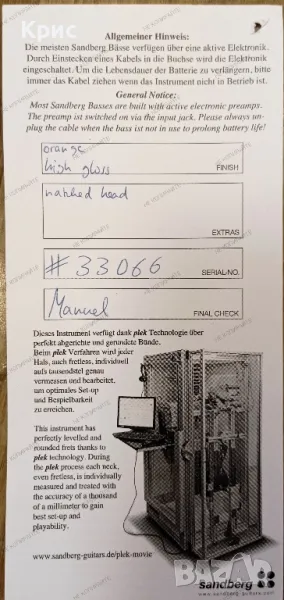 Крис
Allgemeiner Hinweis:
Die meisten Sandberg Bässe verfügen über eine aktive Elektronik.
Durch Einstecken eines Kabels in die Buchse wird die Elektronik
eingeschaltet. Um die Lebensdauer der Batterie zu verlängern, bitte
immer das Kabel ziehen wenn das Instrument nicht in Betrieb ist.
General Notice:
Most Sandberg Basses are built with active electronic preamps.
The preamp is switched on via the input jack. Please always un-
plug the cable when the bass ist not in use to prolong battery life!
orange
high gloss
FINISH
matched head
EXTRAS
#33066
SERIAL-NO.
Manuel
FINAL CHECK
Dieses Instrument verfügt dank plek Technologie über
perfekt abgerichte und gerundete Bünde.
Beim plek Verfahren wird jeder
Hals, auch fretless, individuell
aufs tausendstel genau
vermessen und bearbeitet,
um optimales Set-up
und Bespielbarkeit
zu erreichen.
This instrument has
perfectly levelled and
rounded frets thanks to
plek technology. During
the plek process each neck,
even fretless, is individually
measured and treated with
the accuracy of a thousand
of a millimeter to gain
best set-up and
playability.
www.sandberg-guitars.de/plek-movie
sandberg
www.sandberg-guitars.com
bazar.bg